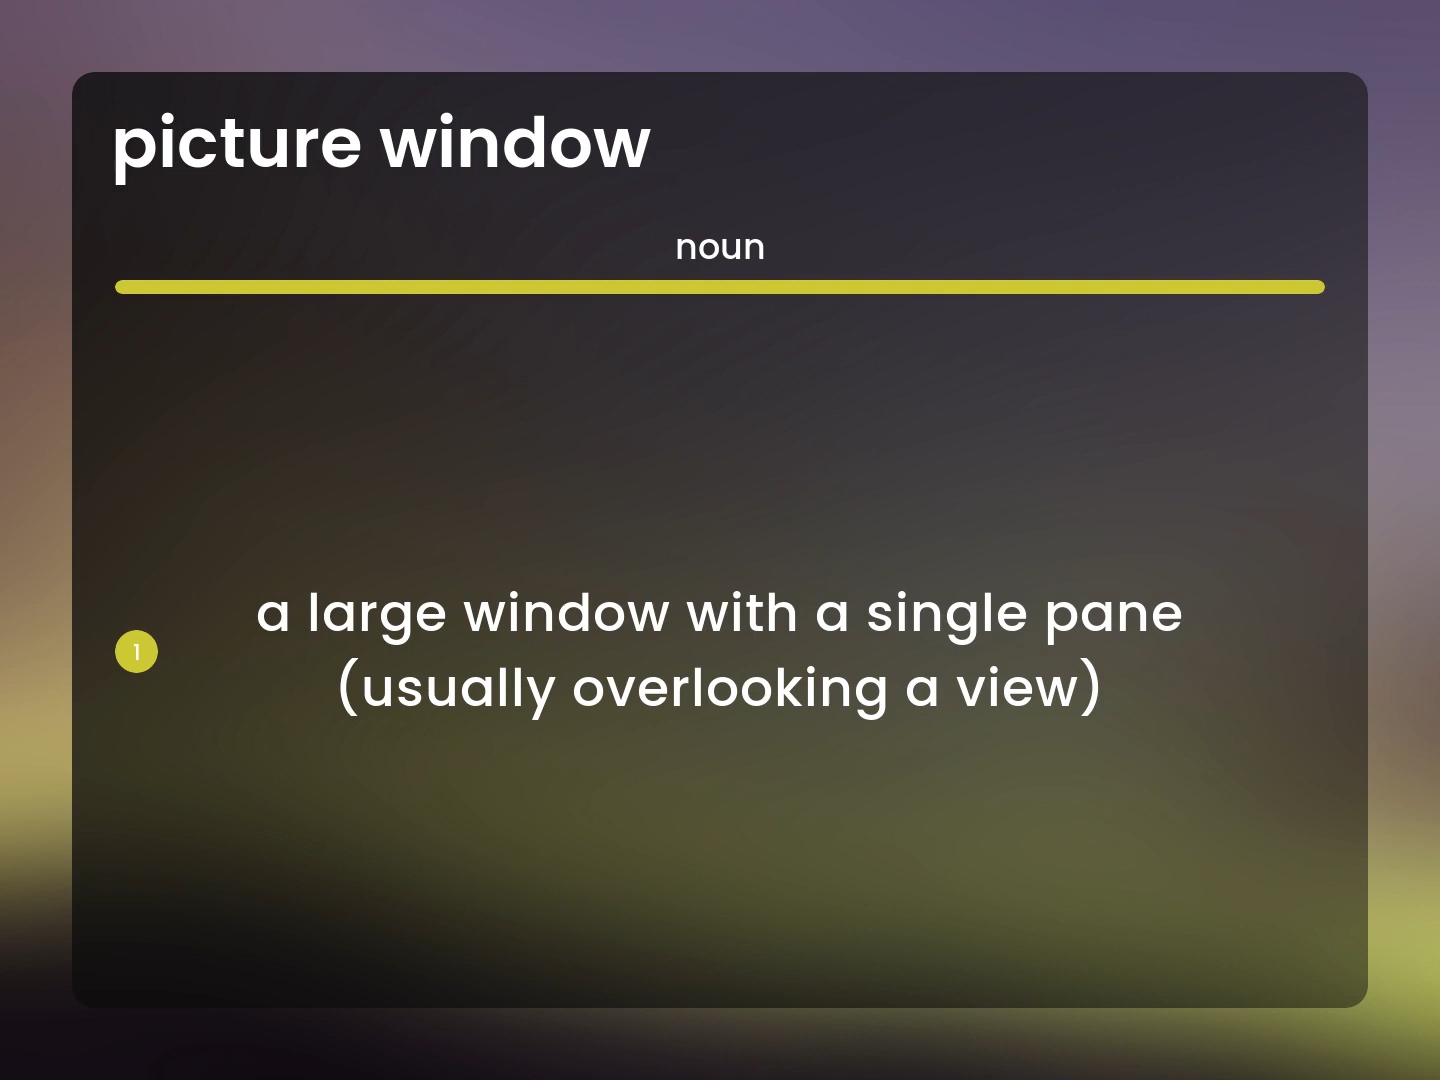 picture window
noun
1
a large window with a single pane
(usually overlooking a view)